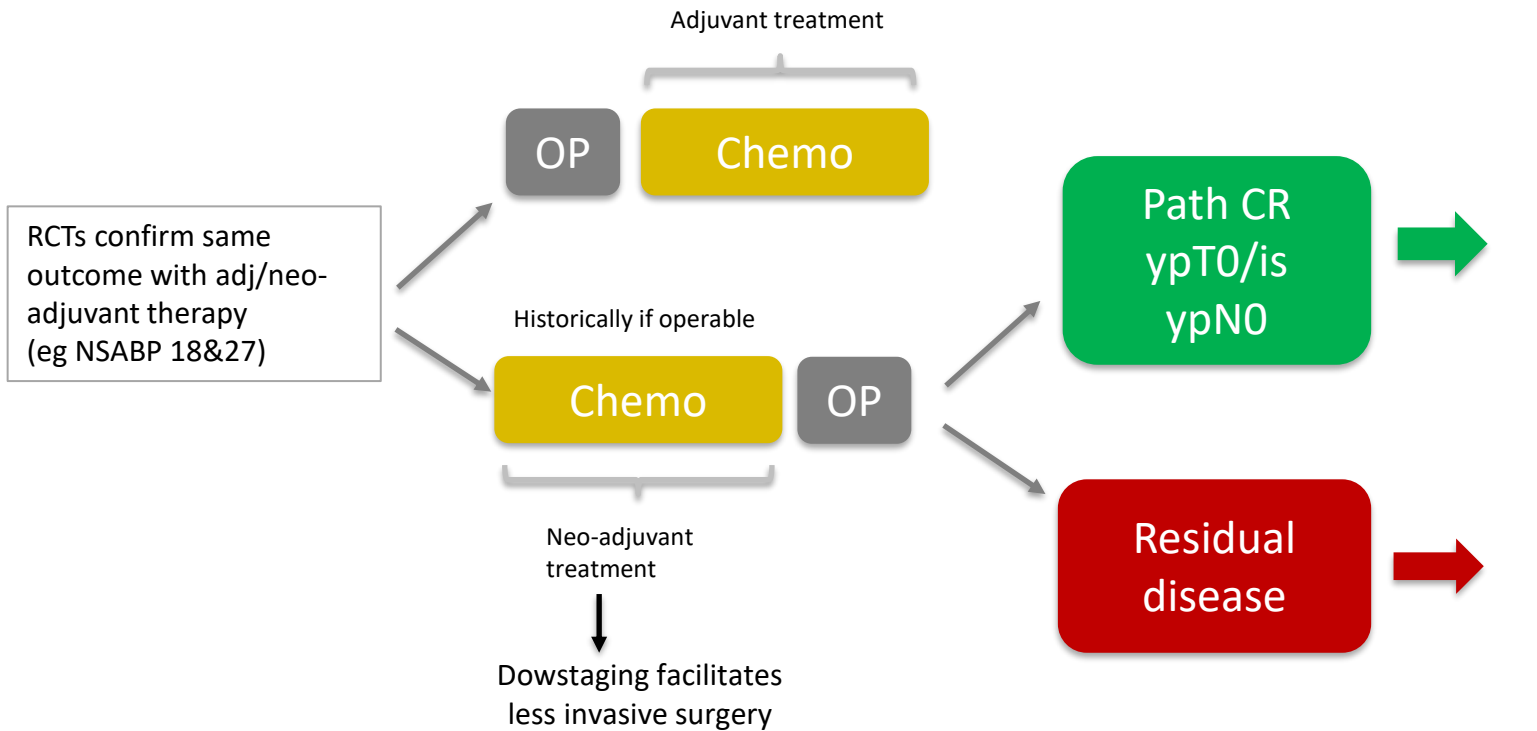 Adjuvant treatment
OP
Chemo
RCTs confirm same
outcome with adj/neo-
adjuvant therapy
(eg NSABP 18&27)
Historically if operable
Chemo
OP
Neo-adjuvant
treatment
Dowstaging facilitates
less invasive surgery
Path CR
ypT0/is
ypN0
Residual
disease